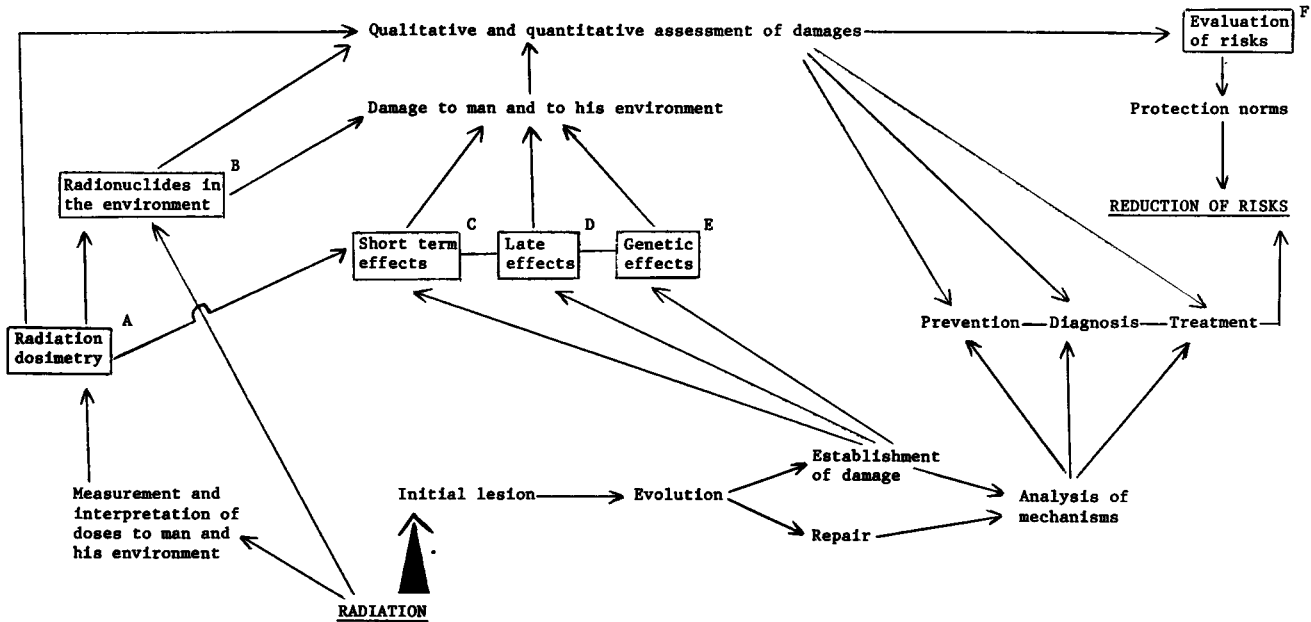 Qualitative and quantitative assessment of damages
Evaluation
of risks
F
Damage to man and to his environment
Protection norms
B
Radionuclides in
the environment
REDUCTION OF RISKS
C
D
E
Short term
effects
Late
effects
Genetic
effects
A
Radiation
dosimetry
Prevention
Diagnosis
Treatment
Establishment
of damage
Measurement and
interpretation of
doses to man and
his environment
Initial lesion
Evolution
Analysis of
mechanisms
Repair
RADIATION